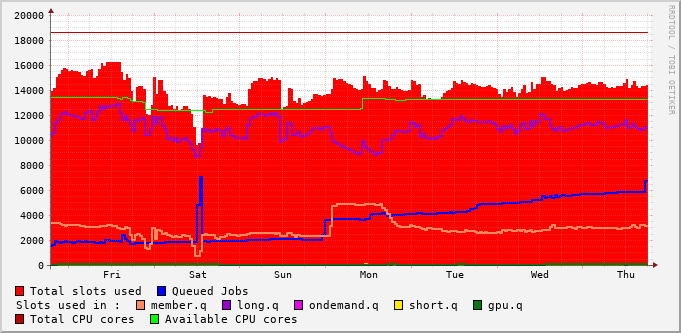 20000
18000
16000
14000
12000
10000
8000
6000
4000
2000
0
Fri Sat Sun Mon Tue Wed Thu
RRDTOOL / TOBI OETIKER
Total slots used Queued Jobs
Slots used in : member.q long.q ondemand.q short.q gpu.q
Total CPU cores Available CPU cores